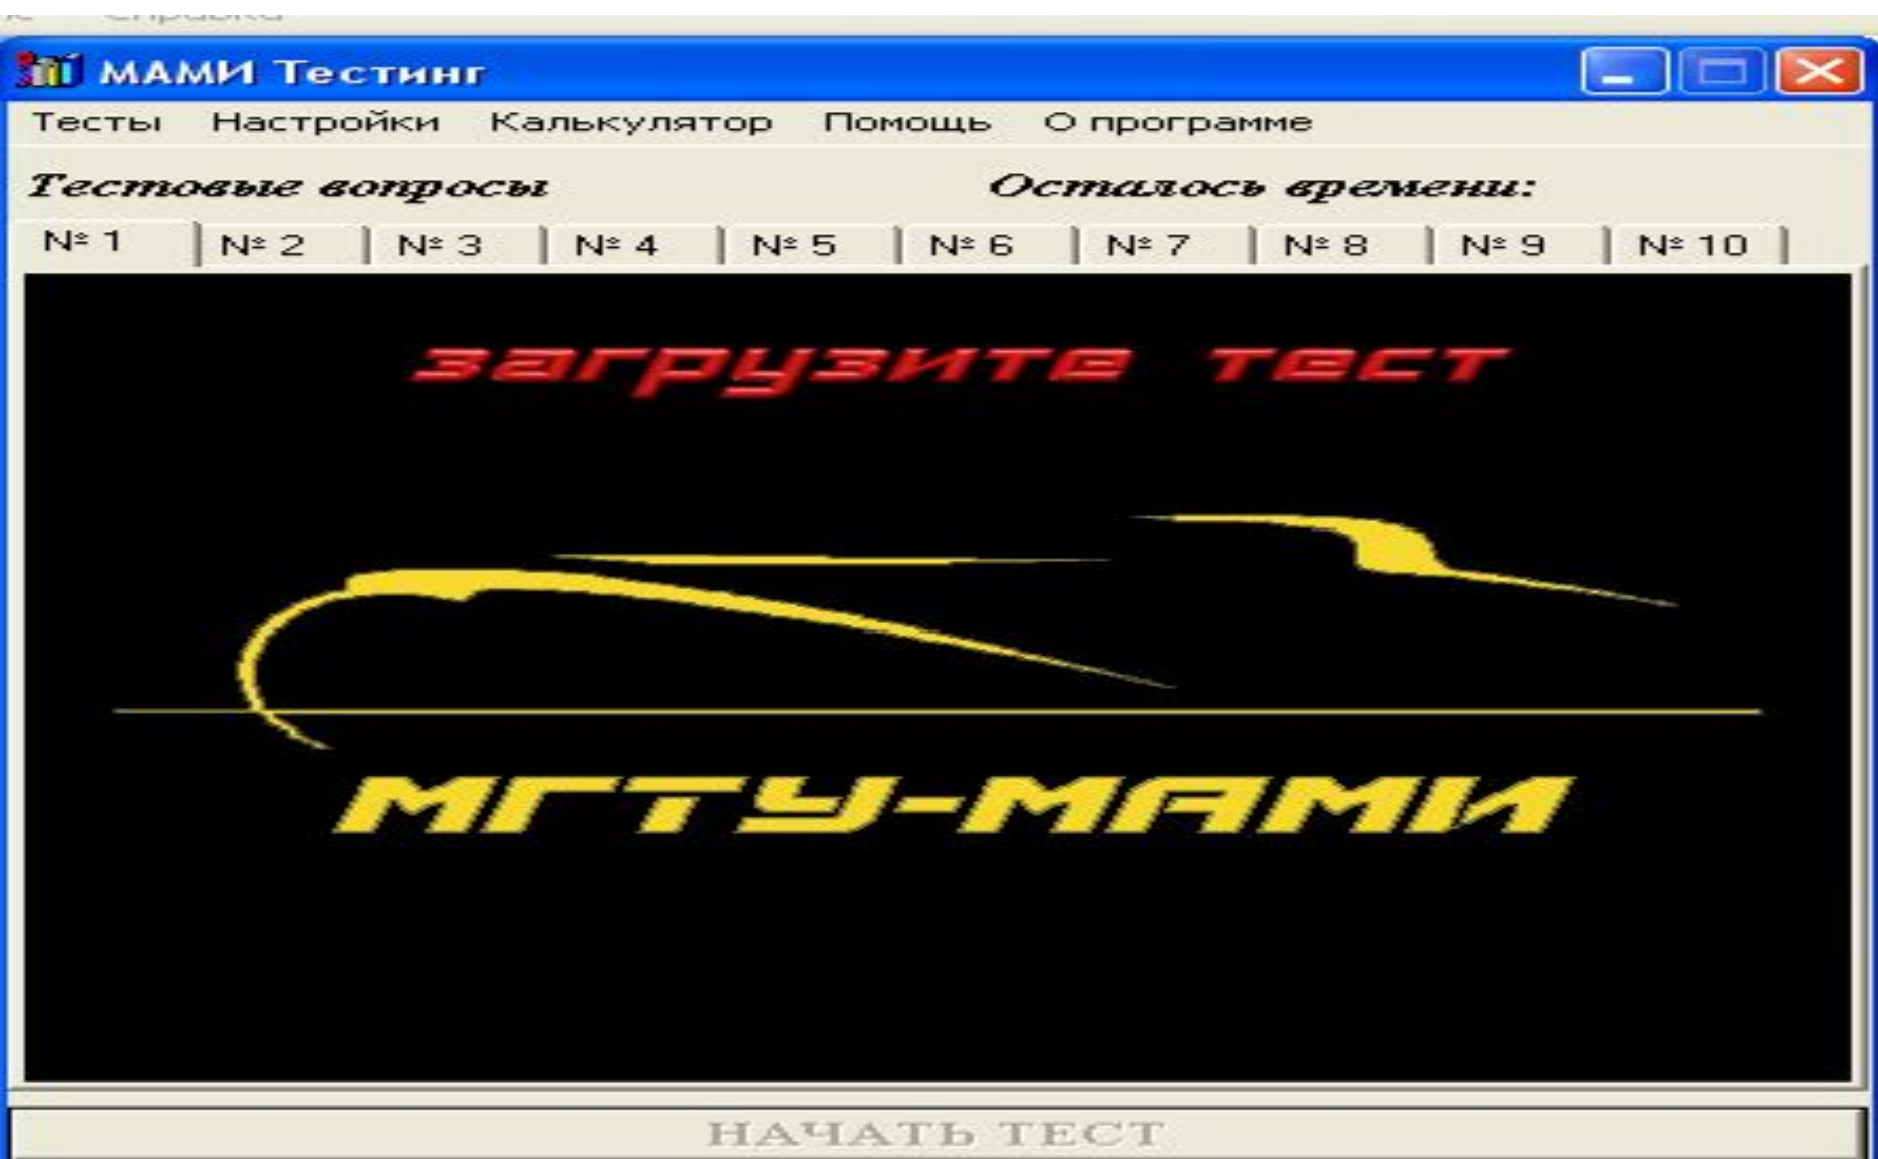 МАМИ Тестинг
Тесты Настройки Калькулятор Помощь О программе
Тестовые вопросы Осталось времени:
№ 1 № 2 № 3 № 4 № 5 № 6 № 7 № 8 № 9 № 10
загрузите тест
МГТУ-МАМИ
НАЧАТЬ ТЕСТ